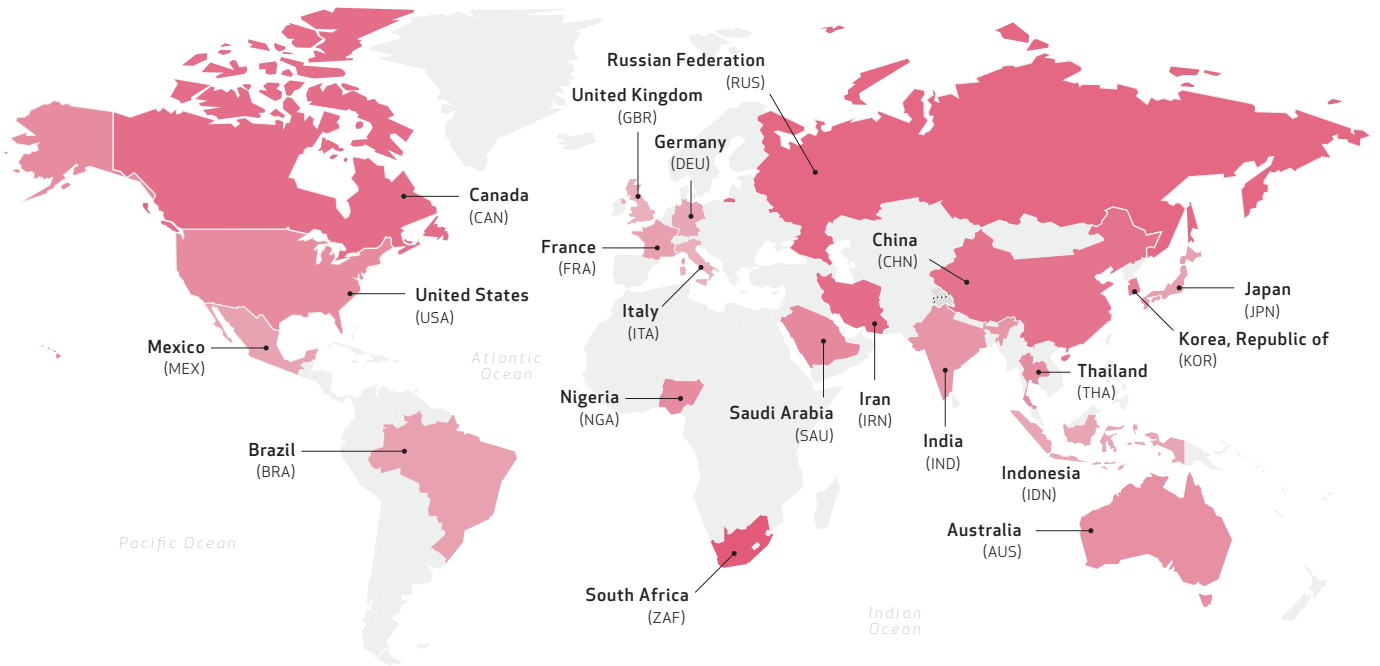 Russian Federation
(RUS)
United Kingdom
(GBR)
Germany
(DEU)
Canada
(CAN)
France
(FRA)
China
(CHN)
United States
(USA)
Italy
(ITA)
Japan
(JPN)
Mexico
(MEX)
Korea, Republic of
(KOR)
Atlantic
Ocean
Thailand
(THA)
Nigeria
(NGA)
Saudi Arabia
(SAU)
Iran
(IRN)
India
(IND)
Brazil
(BRA)
Indonesia
(IDN)
Australia
(AUS)
Pacific Ocean
South Africa
(ZAF)
Indian
Ocean